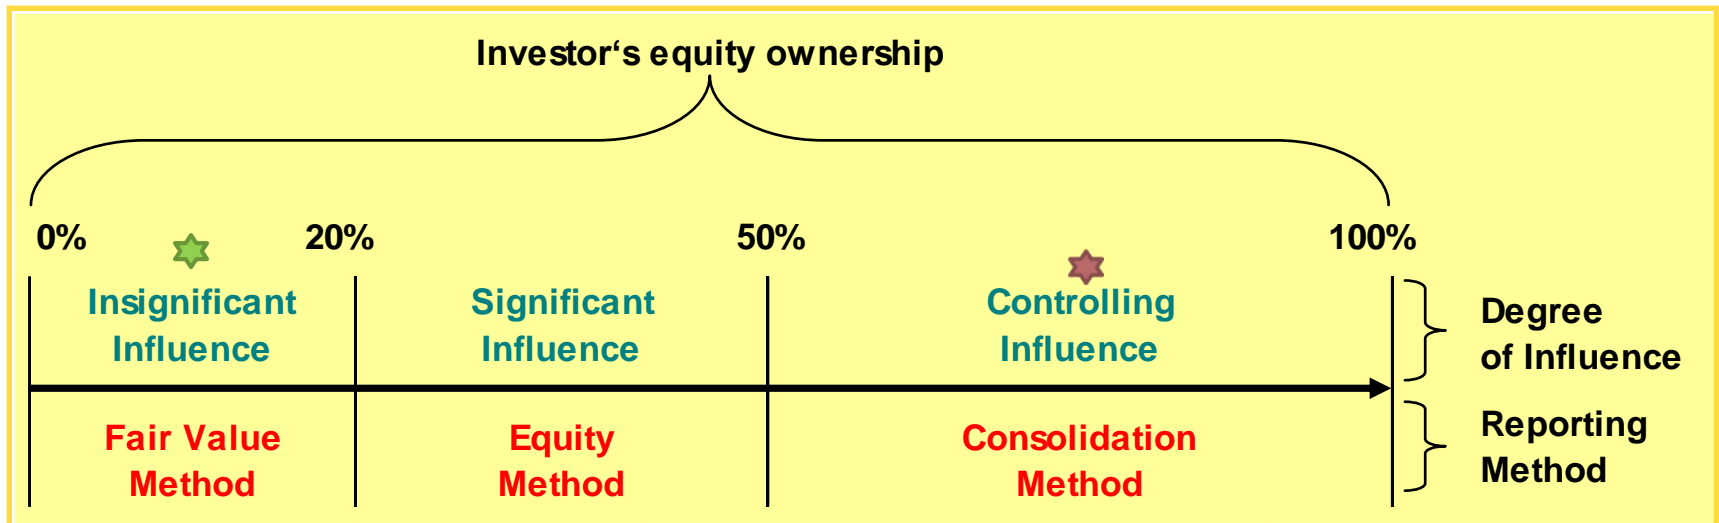 Investor‘s equity ownership
0% 20% 50% 100%
Insignificant Significant Controlling
Influence Influence Influence
Degree
of Influence
Fair Value Equity Consolidation
Method Method Method
Reporting
Method